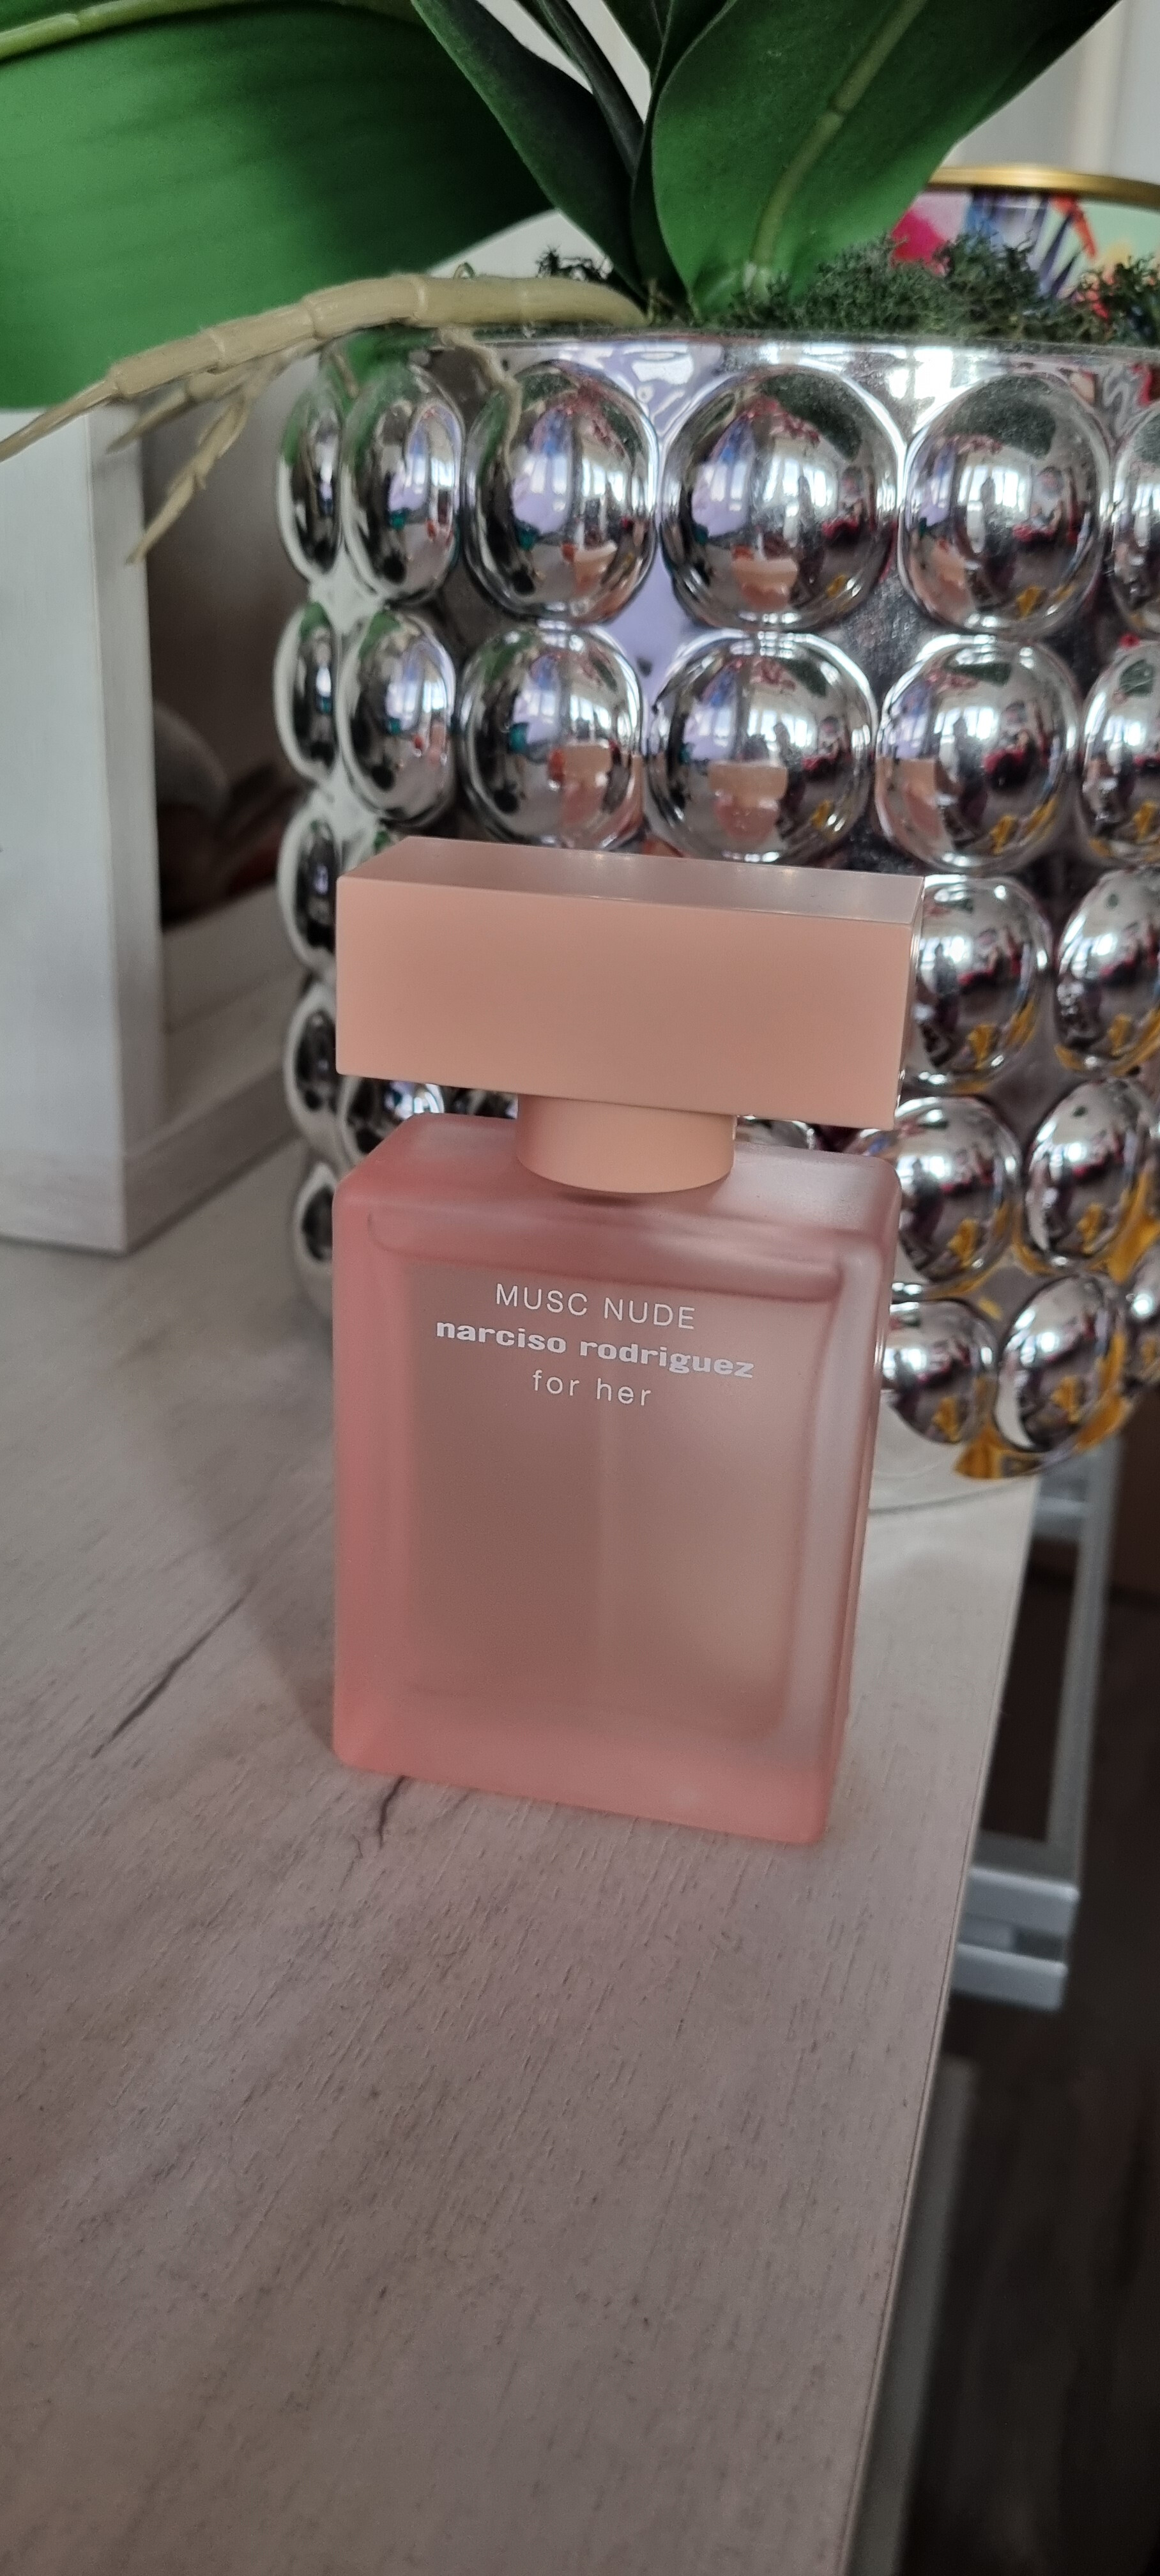 MUSC NUDE
narciso rodriguez
for her